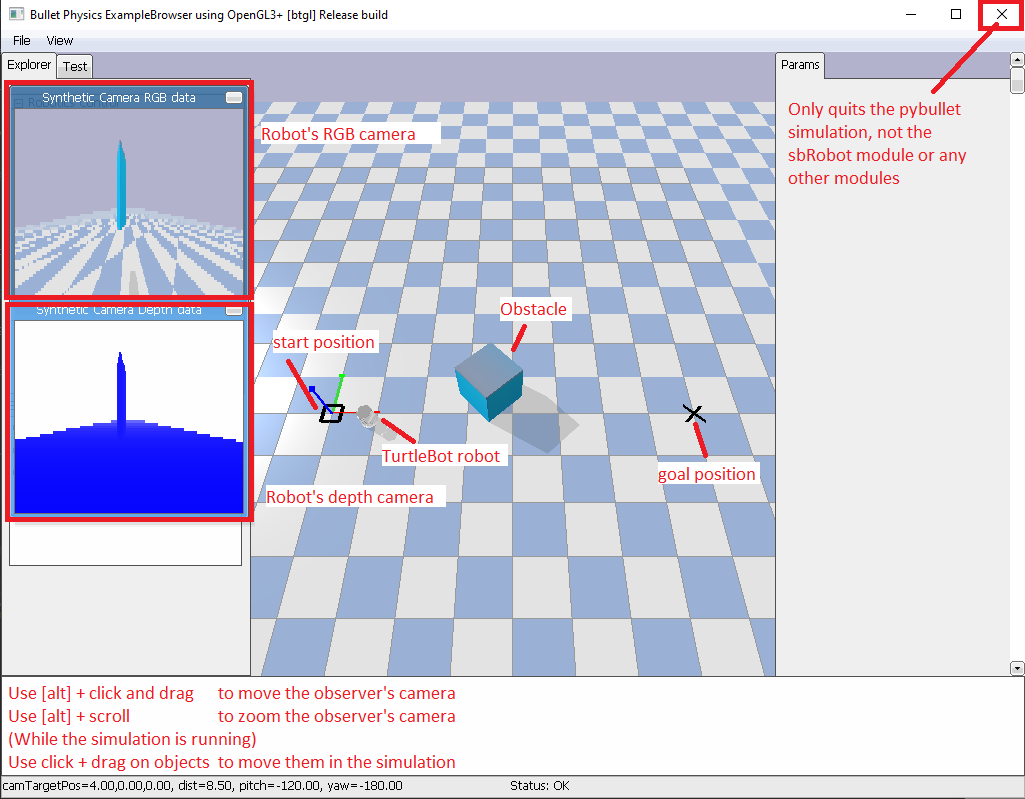 Bullet Physics ExampleBrowser using OpenGL3+ [btgl] Release build
File View
Explorer Test
Params
Synthetic Camera RGB data
Robot's RGB camera
Only quits the pybullet
simulation, not the
sbRobot module or any
other modules
Synthetic Camera Depth data
Obstacle
start position
TurtleBot robot
goal position
Robot's depth camera
Use [alt] + click and drag to move the observer's camera
Use [alt] + scroll to zoom the observer's camera
(While the simulation is running)
Use click + drag on objects to move them in the simulation
camTargetPos=4.00,0.00,0.00, dist=8.50, pitch=-120.00, yaw=-180.00 Status: OK